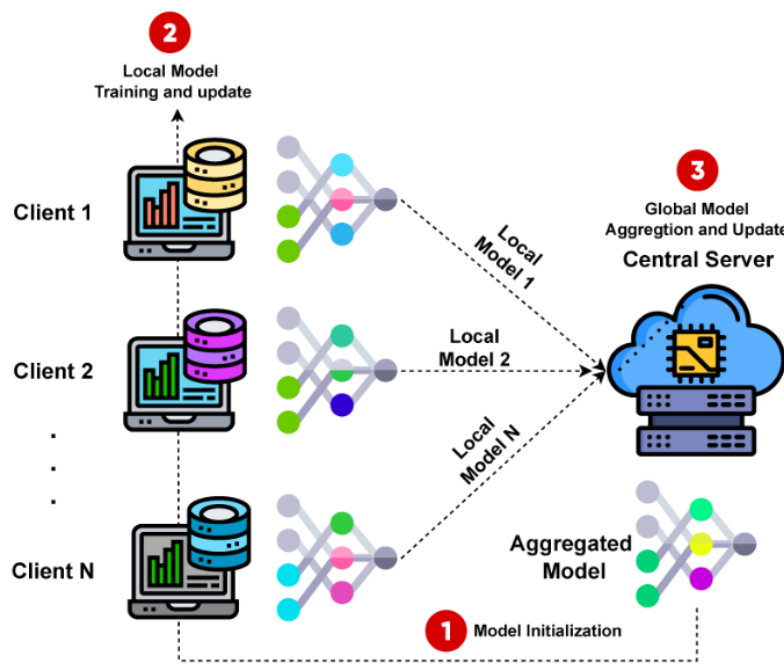 2
Local Model
Training and update
Client 1
Local
Model 1
3
Global Model
Aggregtion and Update
Central Server
Client 2
Local
Model 2
Local
Model N
Client N
Aggregated
Model
1
Model Initialization